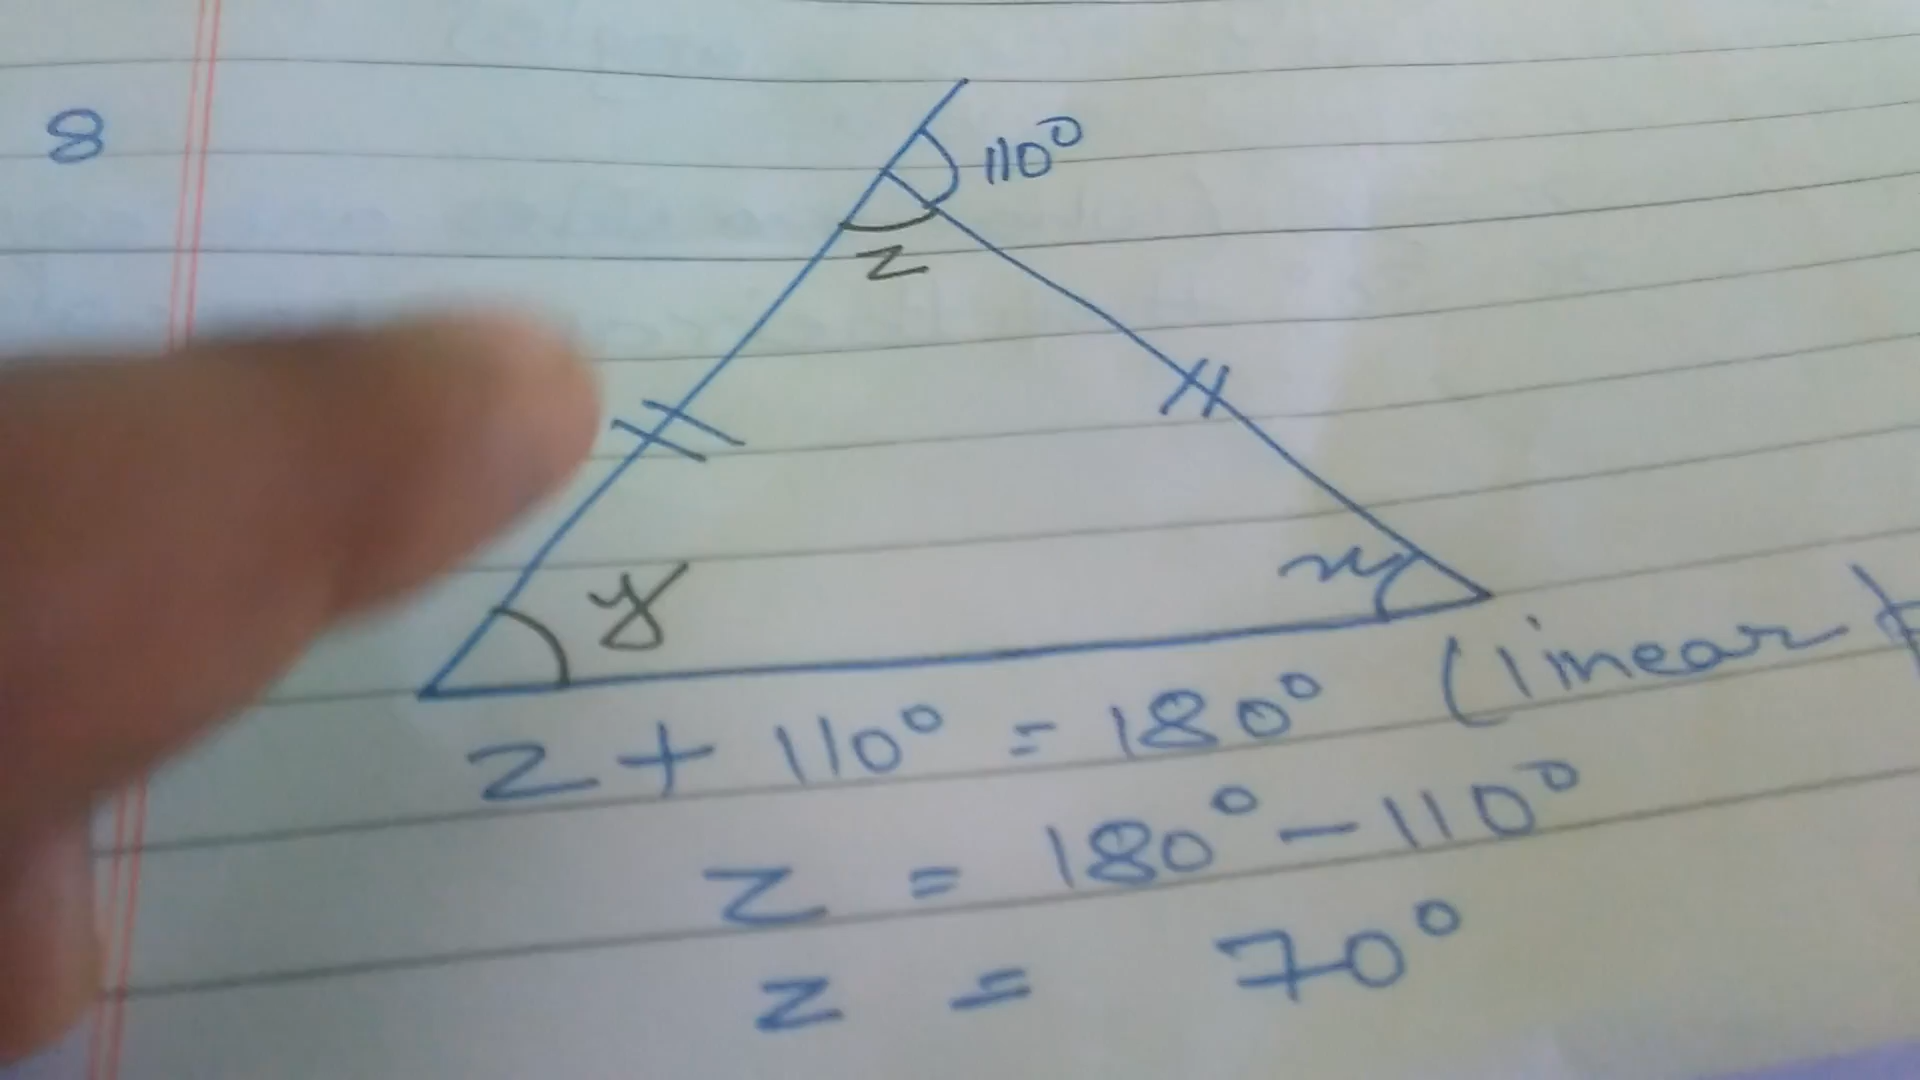 8
110°
z
y
x
z + 110° = 180° (linear
z = 180° - 110°
z = 70°